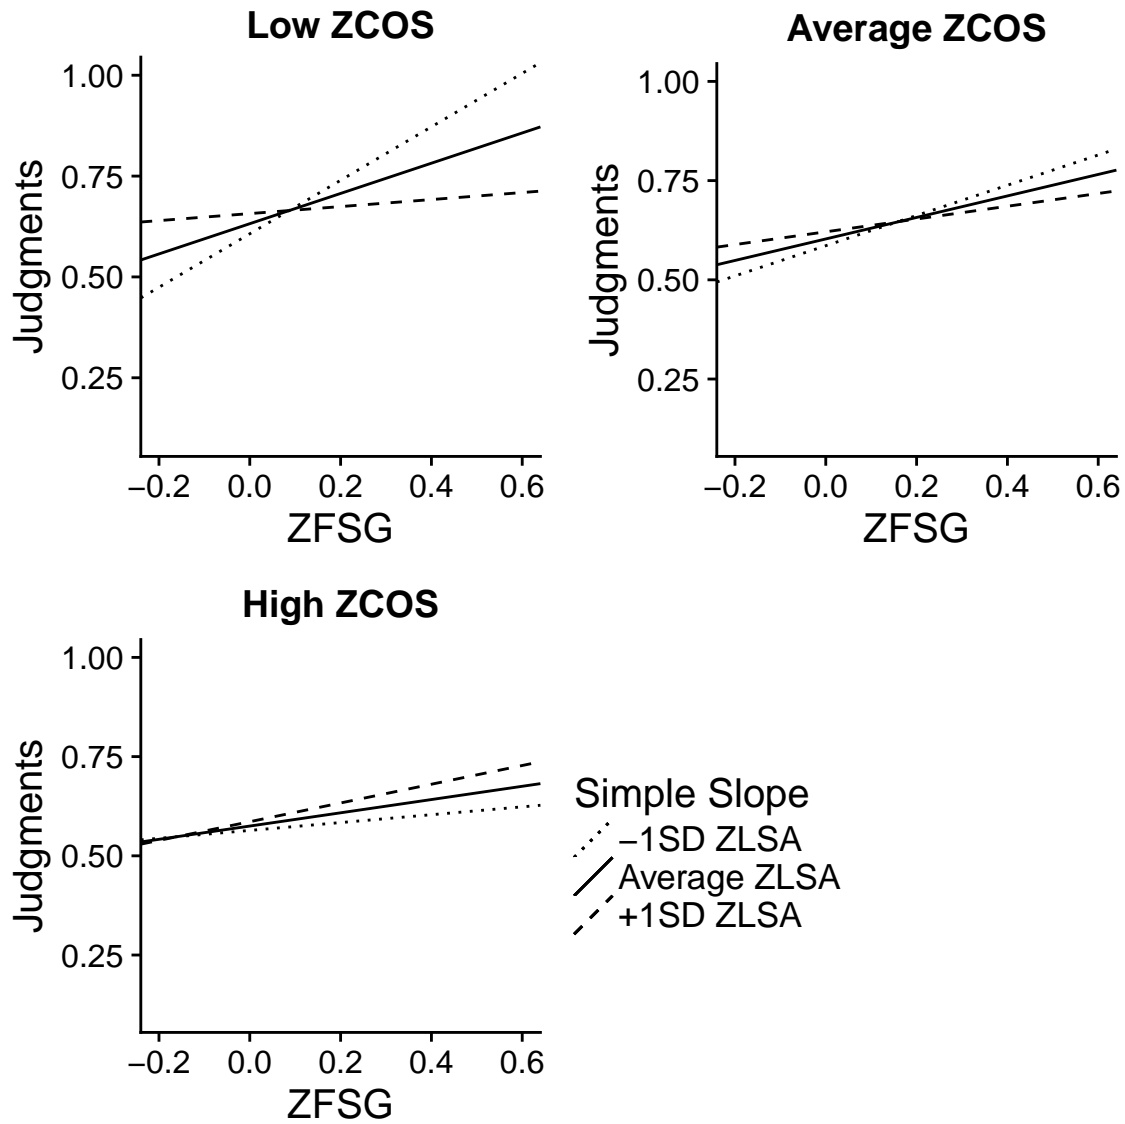 Low ZCOS
1.00
0.75
0.50
0.25
Judgments
−0.2 0.0 0.2 0.4 0.6
ZFSG
Average ZCOS
1.00
0.75
0.50
0.25
Judgments
−0.2 0.0 0.2 0.4 0.6
ZFSG
High ZCOS
1.00
0.75
0.50
0.25
Judgments
−0.2 0.0 0.2 0.4 0.6
ZFSG
Simple Slope
−1SD ZLSA
Average ZLSA
+1SD ZLSA